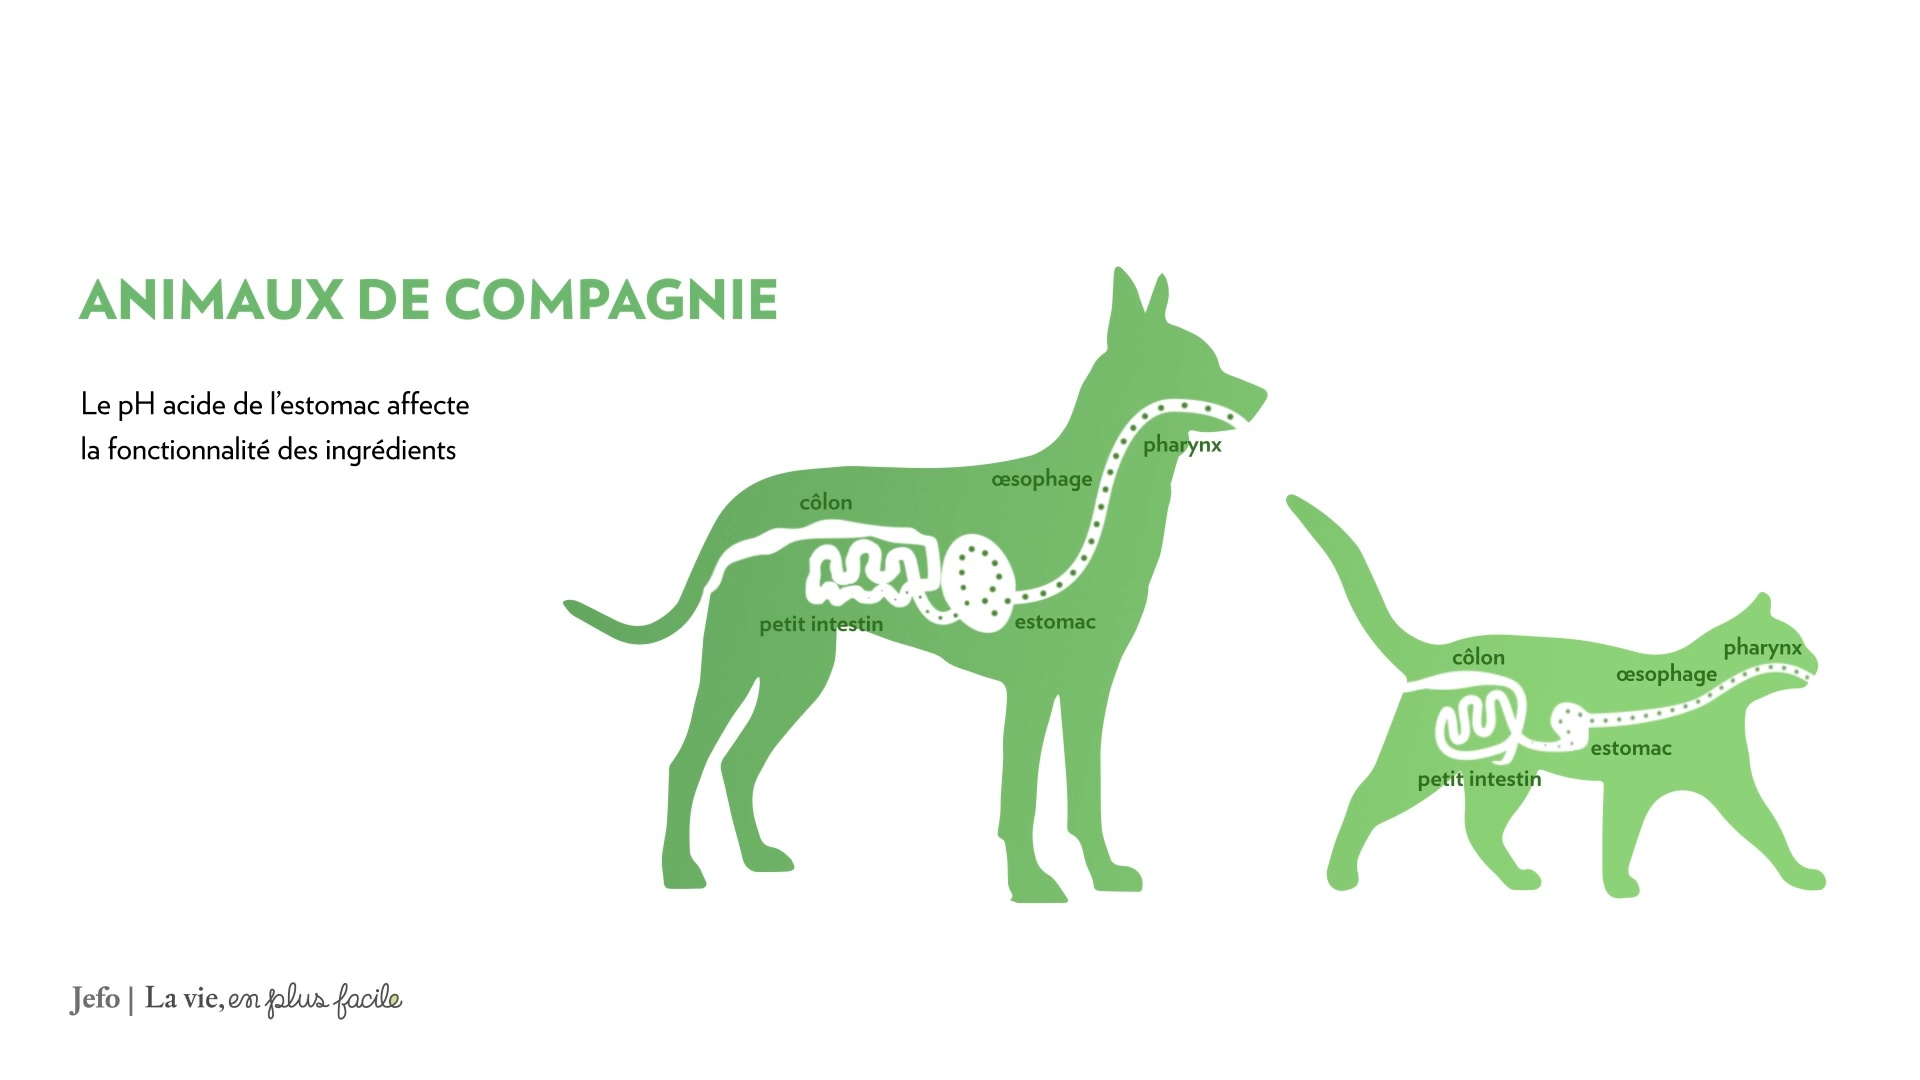 ANIMAUX DE COMPAGNIE
Le pH acide de l’estomac affecte
la fonctionnalité des ingrédients
pharynx
œsophage
côlon
petit intestin
estomac
pharynx
œsophage
côlon
estomac
petit intestin
Jefo | La vie, en plus facile